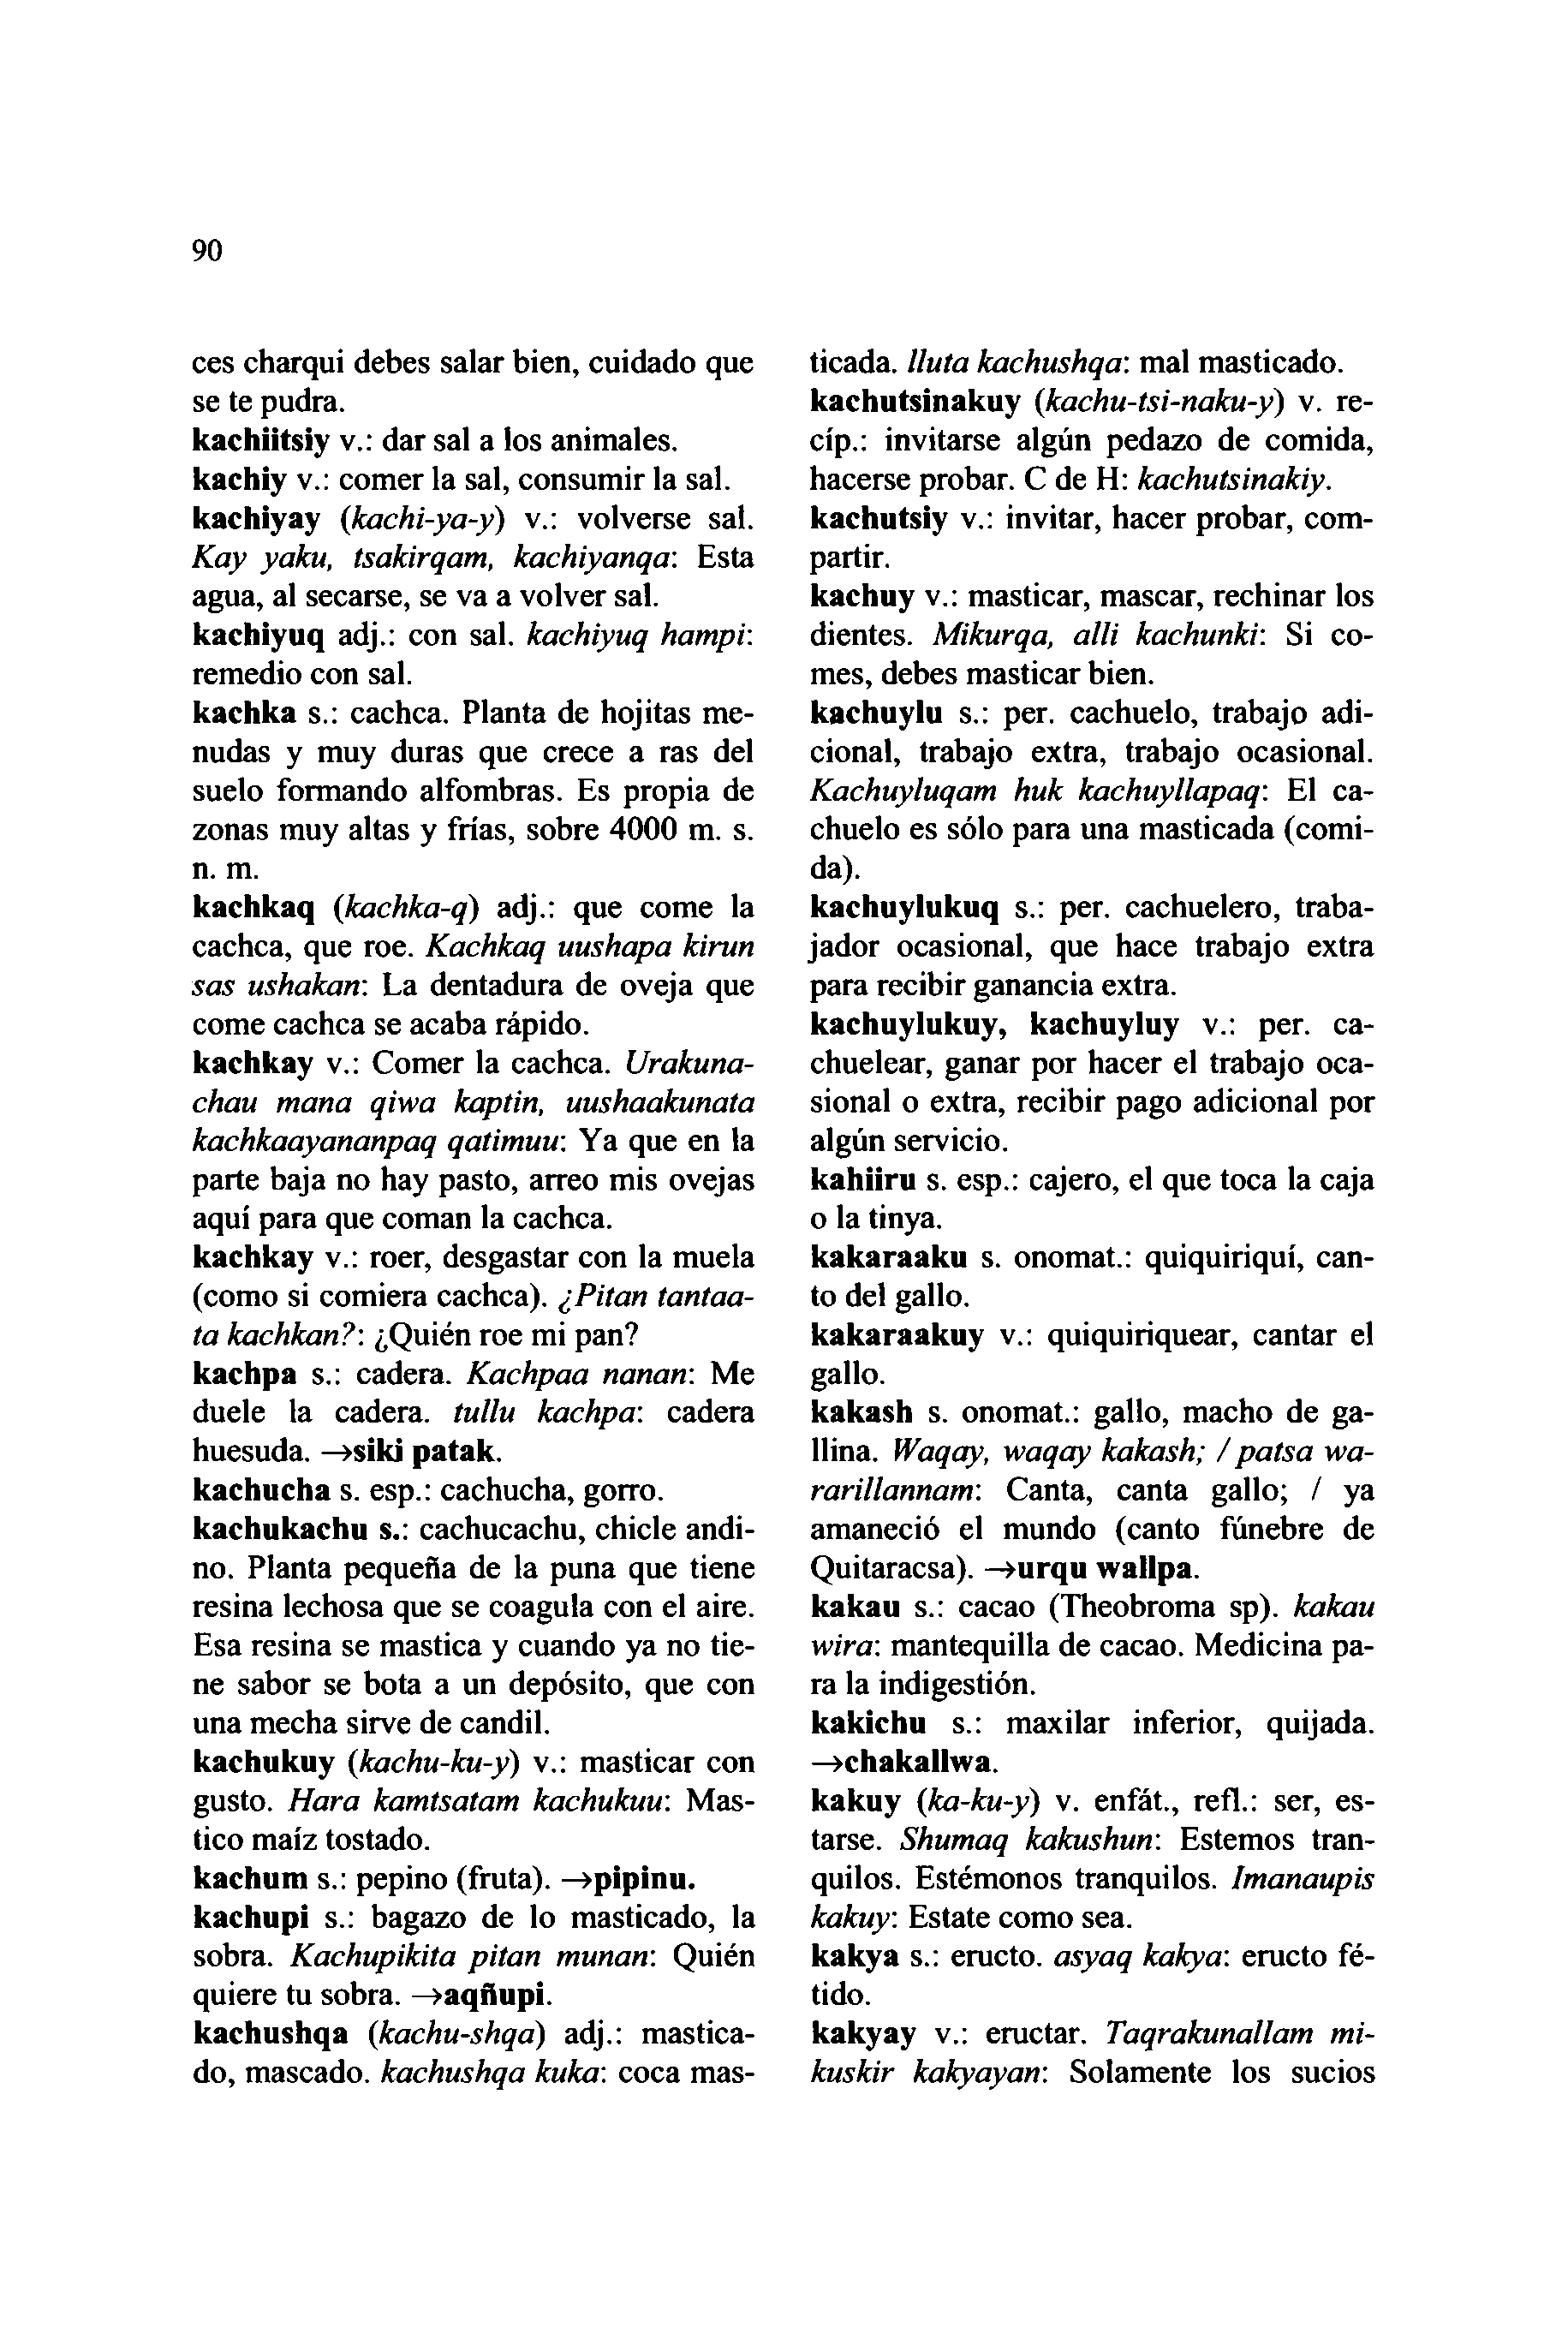 90
ces charqui debes salar bien, cuidado que
se te pudra.
kachiitsiy v.: dar sal a los animales.
kachiy v.: comer la sal, consumir la sal.
kachiyay (kachi-ya-y) v.: volverse sal.
Kay yaku, tsakirqam, kachiyanqa: Esta
agua, al secarse, se va a volver sal.
kachiyuq adj.: con sal. kachiyuq hampi:
remedio con sal.
kachka s.: cachca. Planta de hojitas me-
nudas y muy duras que crece a ras del
suelo formando alfombras. Es propia de
zonas muy altas y frías, sobre 4000 m. s.
n. m.
kachkaq (kachka-q) adj.: que come la
cachca, que roe. Kachkaq uushapa kirun
sas ushakan: La dentadura de oveja que
come cachca se acaba rápido.
kachkay v.: Comer la cachca. Urakuna-
chau mana qiwa kaptin, uushaakunata
kachkaayananpaq qatimuu: Ya que en la
parte baja no hay pasto, arreo mis ovejas
aquí para que coman la cachca.
kachkay v.: roer, desgastar con la muela
(como si comiera cachca). ¿Pitan tantaa-
ta kachkan?: ¿Quién roe mi pan?
kachpa s.: cadera. Kachpaa nanan: Me
duele la cadera. tullu kachpa: cadera
huesuda. →siki patak.
kachucha s. esp.: cachucha, gorro.
kachukachu s.: cachucachu, chicle andi-
no. Planta pequeña de la puna que tiene
resina lechosa que se coagula con el aire.
Esa resina se mastica y cuando ya no tie-
ne sabor se bota a un depósito, que con
una mecha sirve de candil.
kachukuy (kachu-ku-y) v.: masticar con
gusto. Hara kamtsatam kachukuu: Mas-
tico maíz tostado.
kachum s.: pepino (fruta). →pipinu.
kachupi s.: bagazo de lo masticado, la
sobra. Kachupikita pitan munan: Quién
quiere tu sobra. →aqñupi.
kachushqa (kachu-shqa) adj.: mastica-
do, mascado. kachushqa kuka: coca mas-
ticada. lluta kachushqa: mal masticado.
kachutsinakuy (kachu-tsi-naku-y) v. re-
cíp.: invitarse algún pedazo de comida,
hacerse probar. C de H: kachutsinakiy.
kachutsiy v.: invitar, hacer probar, com-
partir.
kachuy v.: masticar, mascar, rechinar los
dientes. Mikurqa, alli kachunki: Si co-
mes, debes masticar bien.
kachuylu s.: per. cachuelo, trabajo adi-
cional, trabajo extra, trabajo ocasional.
Kachuyluqam huk kachuyllapaq: El ca-
chuelo es sólo para una masticada (comi-
da).
kachuylukuq s.: per. cachuelero, traba-
jador ocasional, que hace trabajo extra
para recibir ganancia extra.
kachuylukuy, kachuyluy v.: per. ca-
chuelear, ganar por hacer el trabajo oca-
sional o extra, recibir pago adicional por
algún servicio.
kahiiru s. esp.: cajero, el que toca la caja
o la tinya.
kakaraaku s. onomat.: quiquiriquí, can-
to del gallo.
kakaraakuy v.: quiquiriquear, cantar el
gallo.
kakash s. onomat.: gallo, macho de ga-
llina. Waqay, waqay kakash; / patsa wa-
rarillannam: Canta, canta gallo; / ya
amaneció el mundo (canto fúnebre de
Quitaracsa). →urqu wallpa.
kakau s.: cacao (Theobroma sp). kakau
wira: mantequilla de cacao. Medicina pa-
ra la indigestión.
kakichu s.: maxilar inferior, quijada.
→chakallwa.
kakuy (ka-ku-y) v. enfát., refl.: ser, es-
tarse. Shumaq kakushun: Estemos tran-
quilos. Estémonos tranquilos. Imanaupis
kakuy: Estate como sea.
kakya s.: eructo. asyaq kakya: eructo fé-
tido.
kakyay v.: eructar. Taqrakunallam mi-
kuskir kakyayan: Solamente los sucios